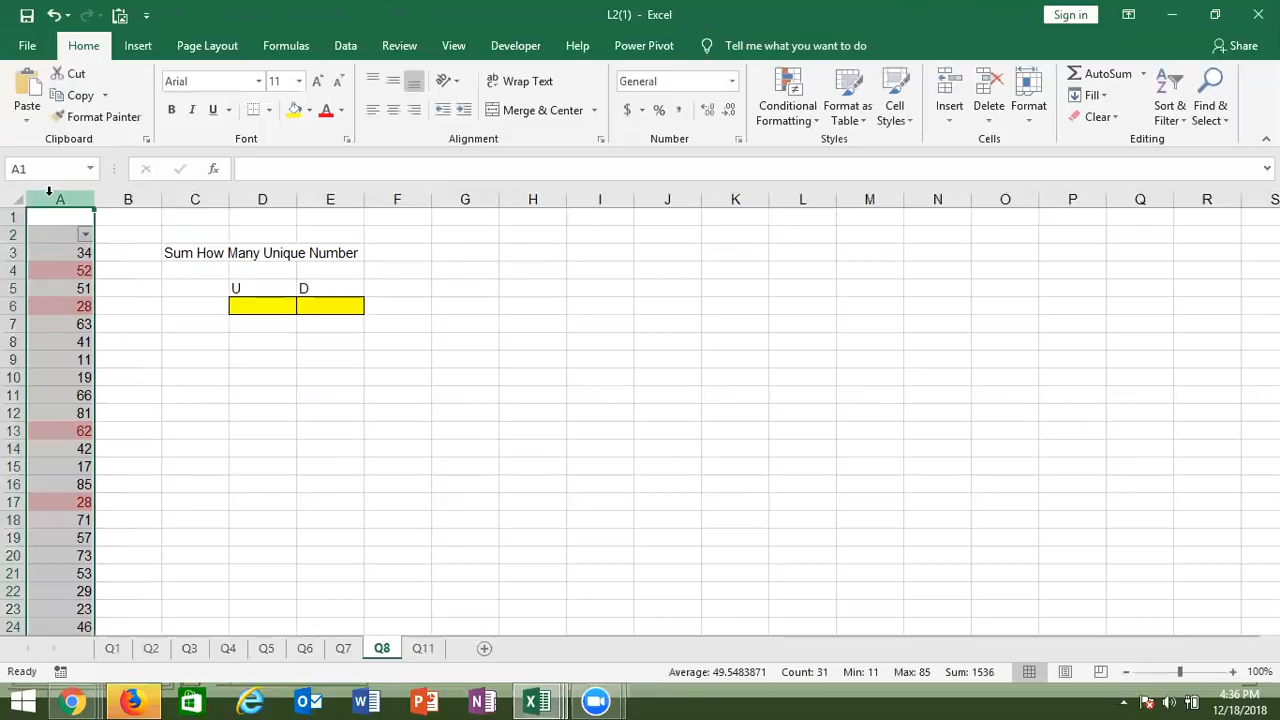 L2(1) - Excel
Sign in
File Home Insert Page Layout Formulas Data Review View Developer Help Power Pivot Tell me what you want to do Share
Paste
Cut
Copy
Format Painter
Clipboard
Arial 11
B I U
Font
Wrap Text
Merge & Center
Alignment
General
$ % ,
Number
Conditional Formatting
Format as Table
Cell Styles
Styles
Insert Delete Format
Cells
AutoSum
Fill
Clear
Sort & Filter
Find & Select
Editing
A1 fx
A B C D E F G H I J K L M N O P Q R S
1
2
3 34 Sum How Many Unique Number
4 52
5 51 U D
6 28
7 63
8 41
9 11
10 19
11 66
12 81
13 62
14 42
15 17
16 85
17 28
18 71
19 57
20 73
21 53
22 29
23 23
24 46
Q1 Q2 Q3 Q4 Q5 Q6 Q7 Q8 Q11
Ready Average: 49.5483871 Count: 31 Min: 11 Max: 85 Sum: 1536 100%
4:36 PM
12/18/2018